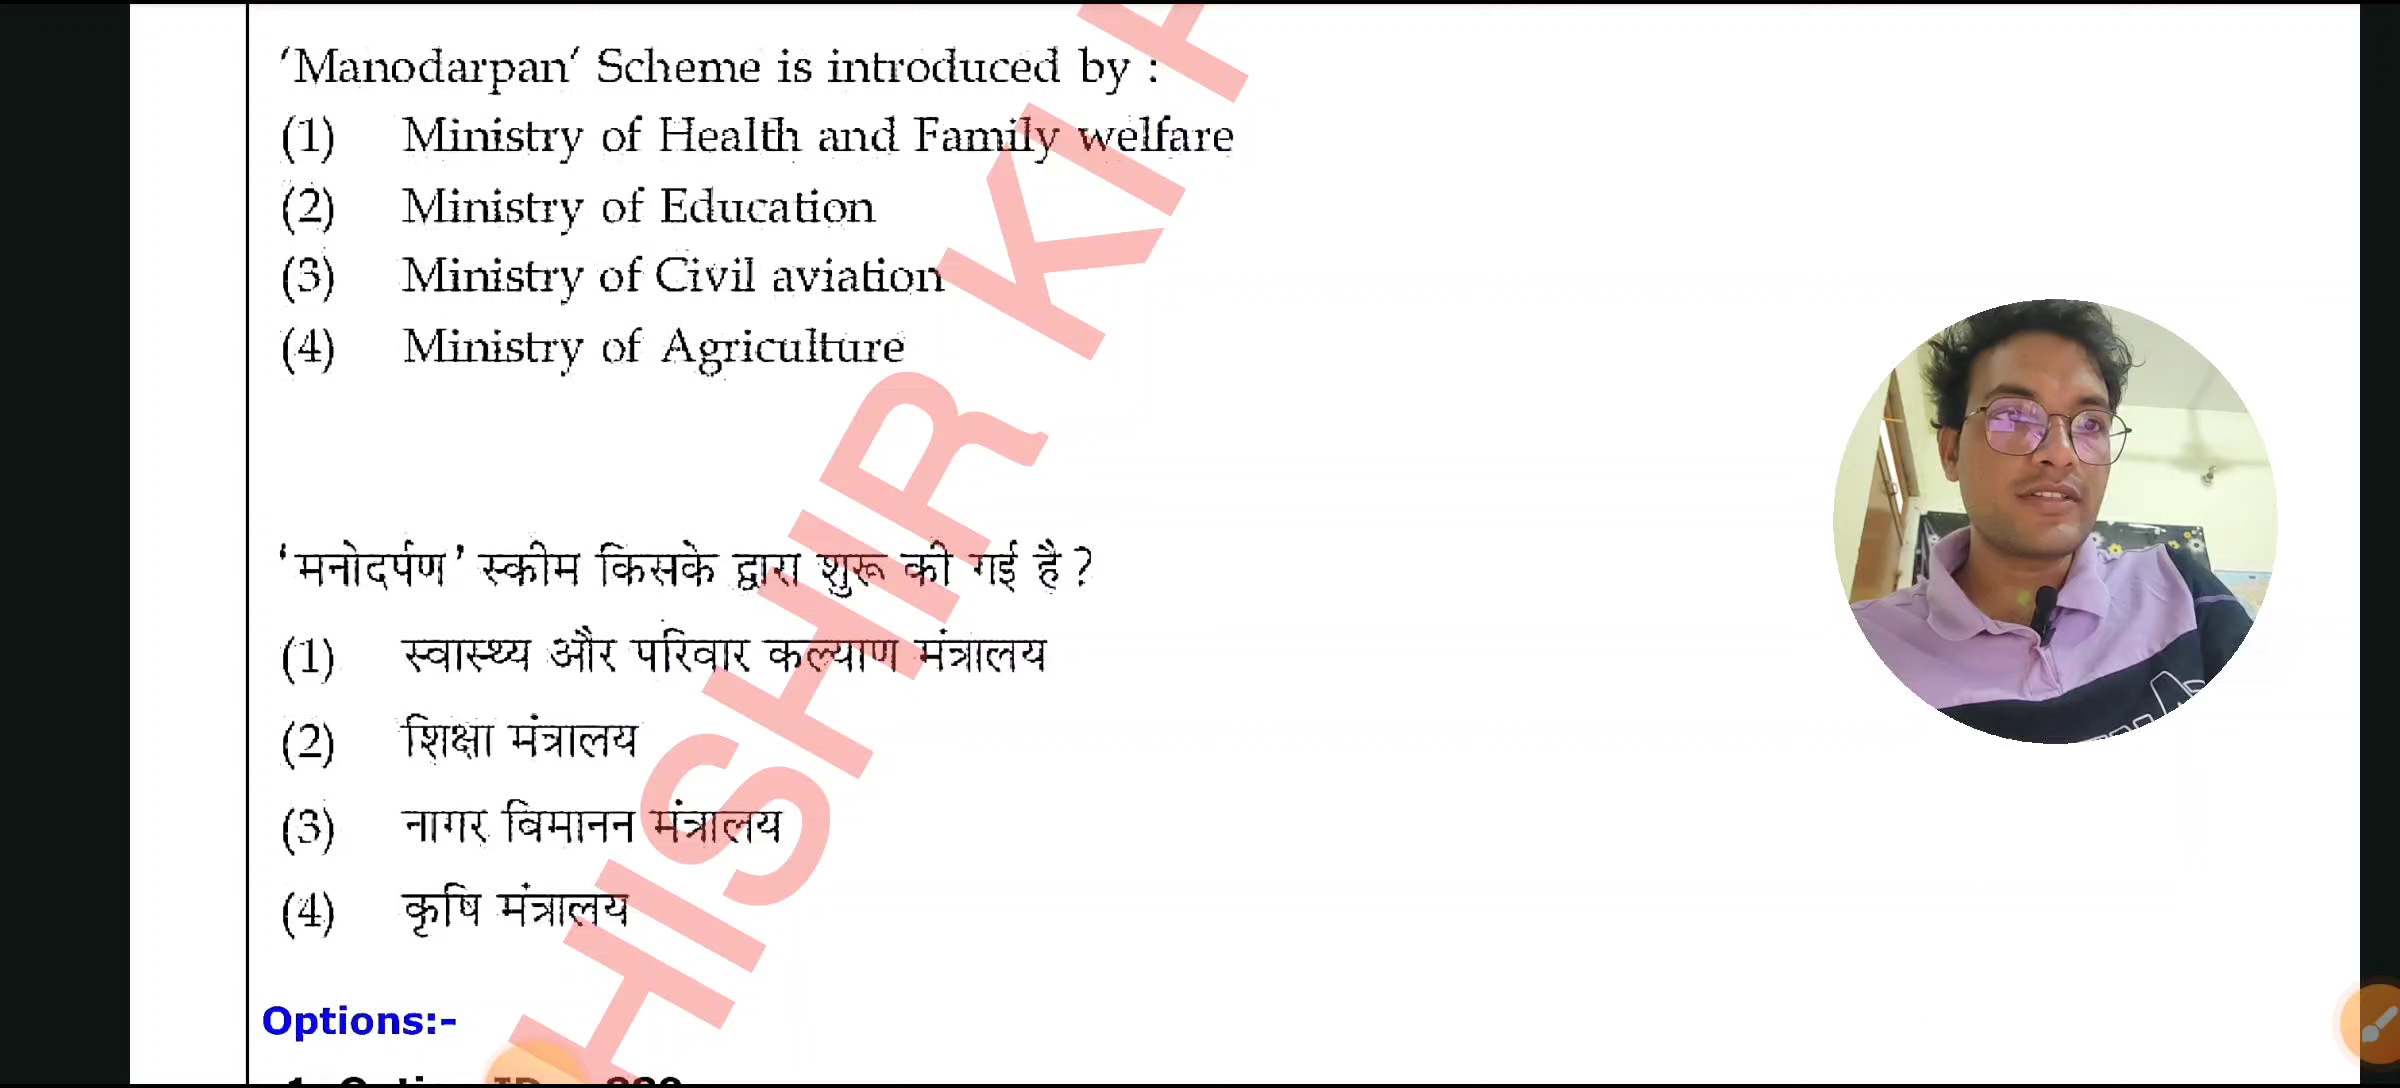 ‘Manodarpan’ Scheme is introduced by :
(1) Ministry of Health and Family welfare
(2) Ministry of Education
(3) Ministry of Civil aviation
(4) Ministry of Agriculture
‘मनोदर्पण’ स्कीम किसके द्वारा शुरू की गई है ?
(1) स्वास्थ्य और परिवार कल्याण मंत्रालय
(2) शिक्षा मंत्रालय
(3) नागर विमानन मंत्रालय
(4) कृषि मंत्रालय
Options:-
HISHIR KI